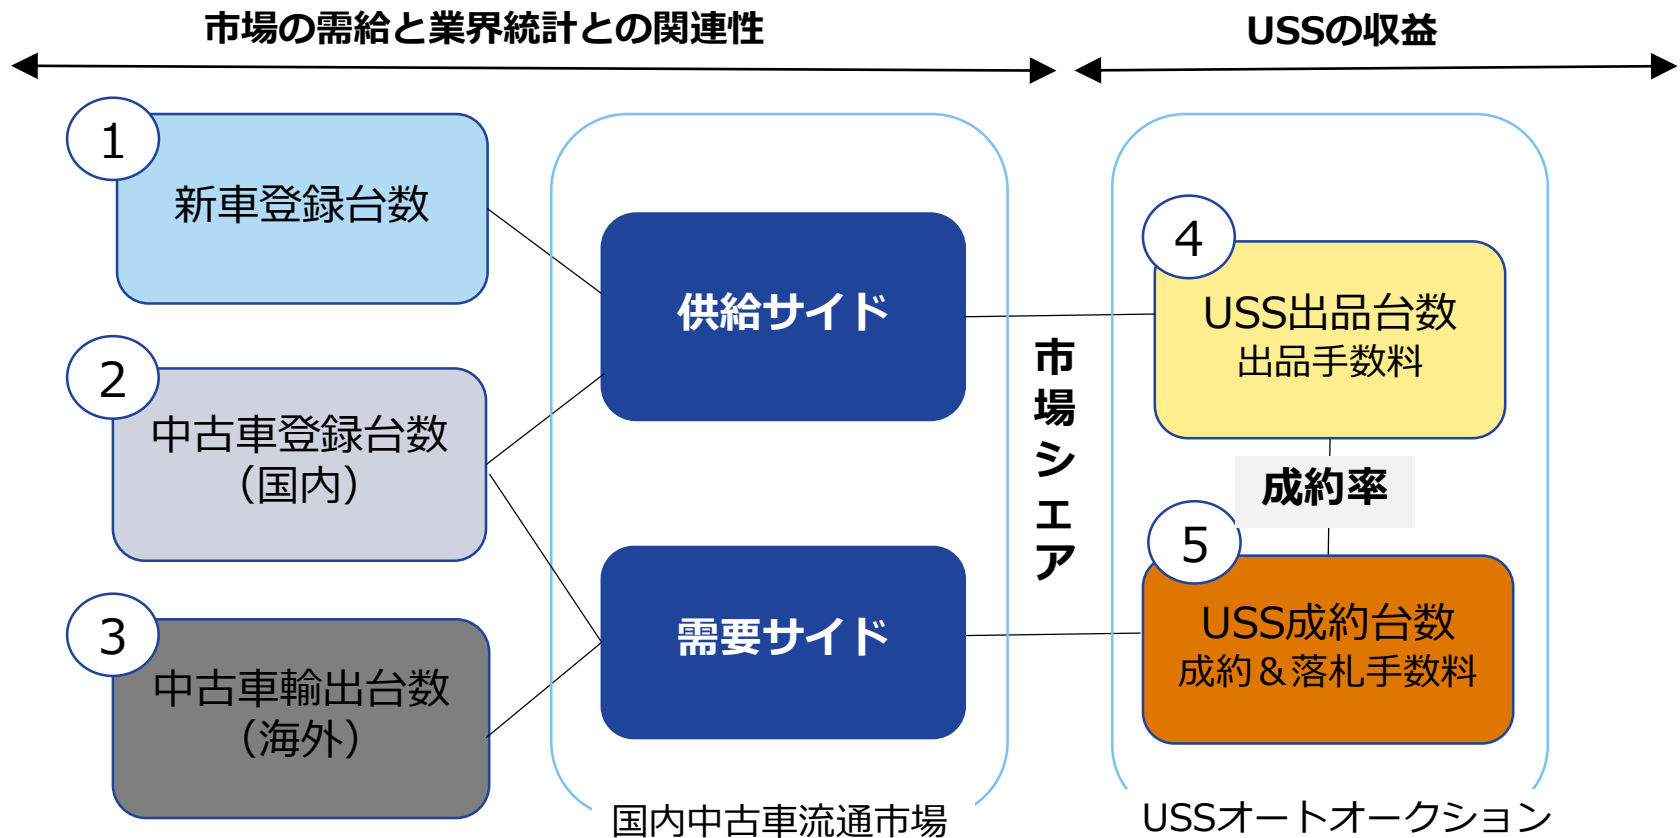 市場の需給と業界統計との関連性
USSの収益
1
新車登録台数
2
中古車登録台数
（国内）
3
中古車輸出台数
（海外）
供給サイド
需要サイド
国内中古車流通市場
市場シェア
4
USS出品台数
出品手数料
成約率
5
USS成約台数
成約＆落札手数料
USSオートオークション